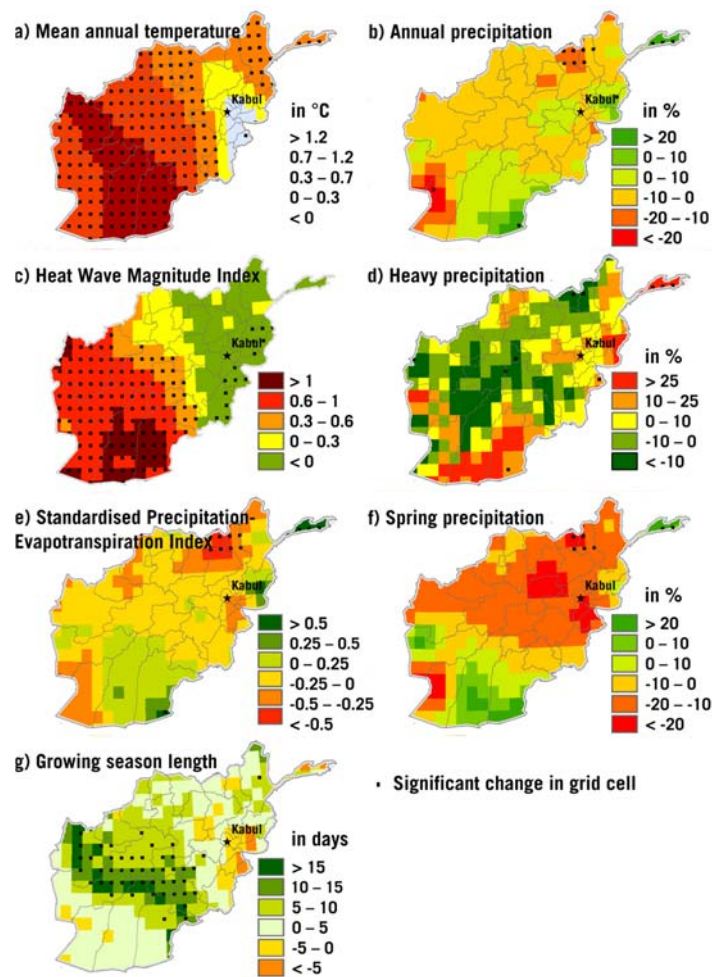 a) Mean annual temperature
Kabul
in °C
> 1.2
0.7 – 1.2
0.3 – 0.7
0 – 0.3
< 0
b) Annual precipitation
Kabul
in %
> 20
0 – 10
0 – 10
-10 – 0
-20 – -10
< -20
c) Heat Wave Magnitude Index
Kabul
> 1
0.6 – 1
0.3 – 0.6
0 – 0.3
< 0
d) Heavy precipitation
Kabul
in %
> 25
10 – 25
0 – 10
-10 – 0
< -10
e) Standardised Precipitation-
Evapotranspiration Index
Kabul
> 0.5
0.25 – 0.5
0 – 0.25
-0.25 – 0
-0.5 – -0.25
< -0.5
f) Spring precipitation
Kabul
in %
> 20
0 – 10
0 – 10
-10 – 0
-20 – -10
< -20
g) Growing season length
Kabul
in days
> 15
10 – 15
5 – 10
0 – 5
-5 – 0
< -5
Significant change in grid cell